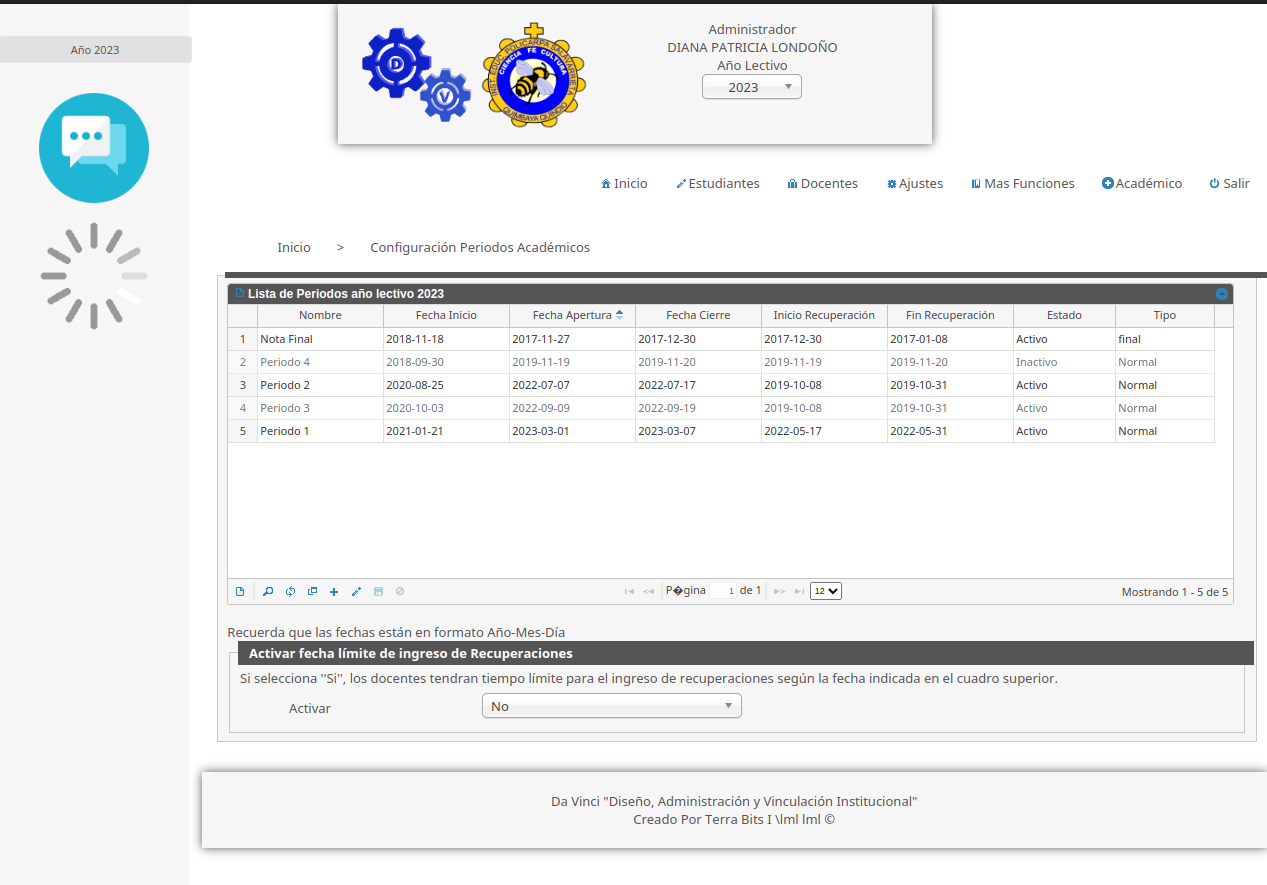 Año 2023
INST. EDUC. POLICARPA SALAVARRIETA
CIENCIA FE CULTURA
QUIMBAYA QUINDIO
D
V
Administrador
DIANA PATRICIA LONDOÑO
Año Lectivo
2023
Inicio Estudiantes Docentes Ajustes Mas Funciones Académico Salir
Inicio > Configuración Periodos Académicos
Lista de Periodos año lectivo 2023
Nombre Fecha Inicio Fecha Apertura Fecha Cierre Inicio Recuperación Fin Recuperación Estado Tipo
1 Nota Final 2018-11-18 2017-11-27 2017-12-30 2017-12-30 2017-01-08 Activo final
2 Periodo 4 2018-09-30 2019-11-19 2019-11-20 2019-11-19 2019-11-20 Inactivo Normal
3 Periodo 2 2020-08-25 2022-07-07 2022-07-17 2019-10-08 2019-10-31 Activo Normal
4 Periodo 3 2020-10-03 2022-09-09 2022-09-19 2019-10-08 2019-10-31 Activo Normal
5 Periodo 1 2021-01-21 2023-03-01 2023-03-07 2022-05-17 2022-05-31 Activo Normal
P�gina 1 de 1 12 Mostrando 1 - 5 de 5
Recuerda que las fechas están en formato Año-Mes-Día
Activar fecha límite de ingreso de Recuperaciones
Si selecciona ''Si'', los docentes tendran tiempo límite para el ingreso de recuperaciones según la fecha indicada en el cuadro superior.
Activar No
Da Vinci "Diseño, Administración y Vinculación Institucional"
Creado Por Terra Bits I \lml lml ©